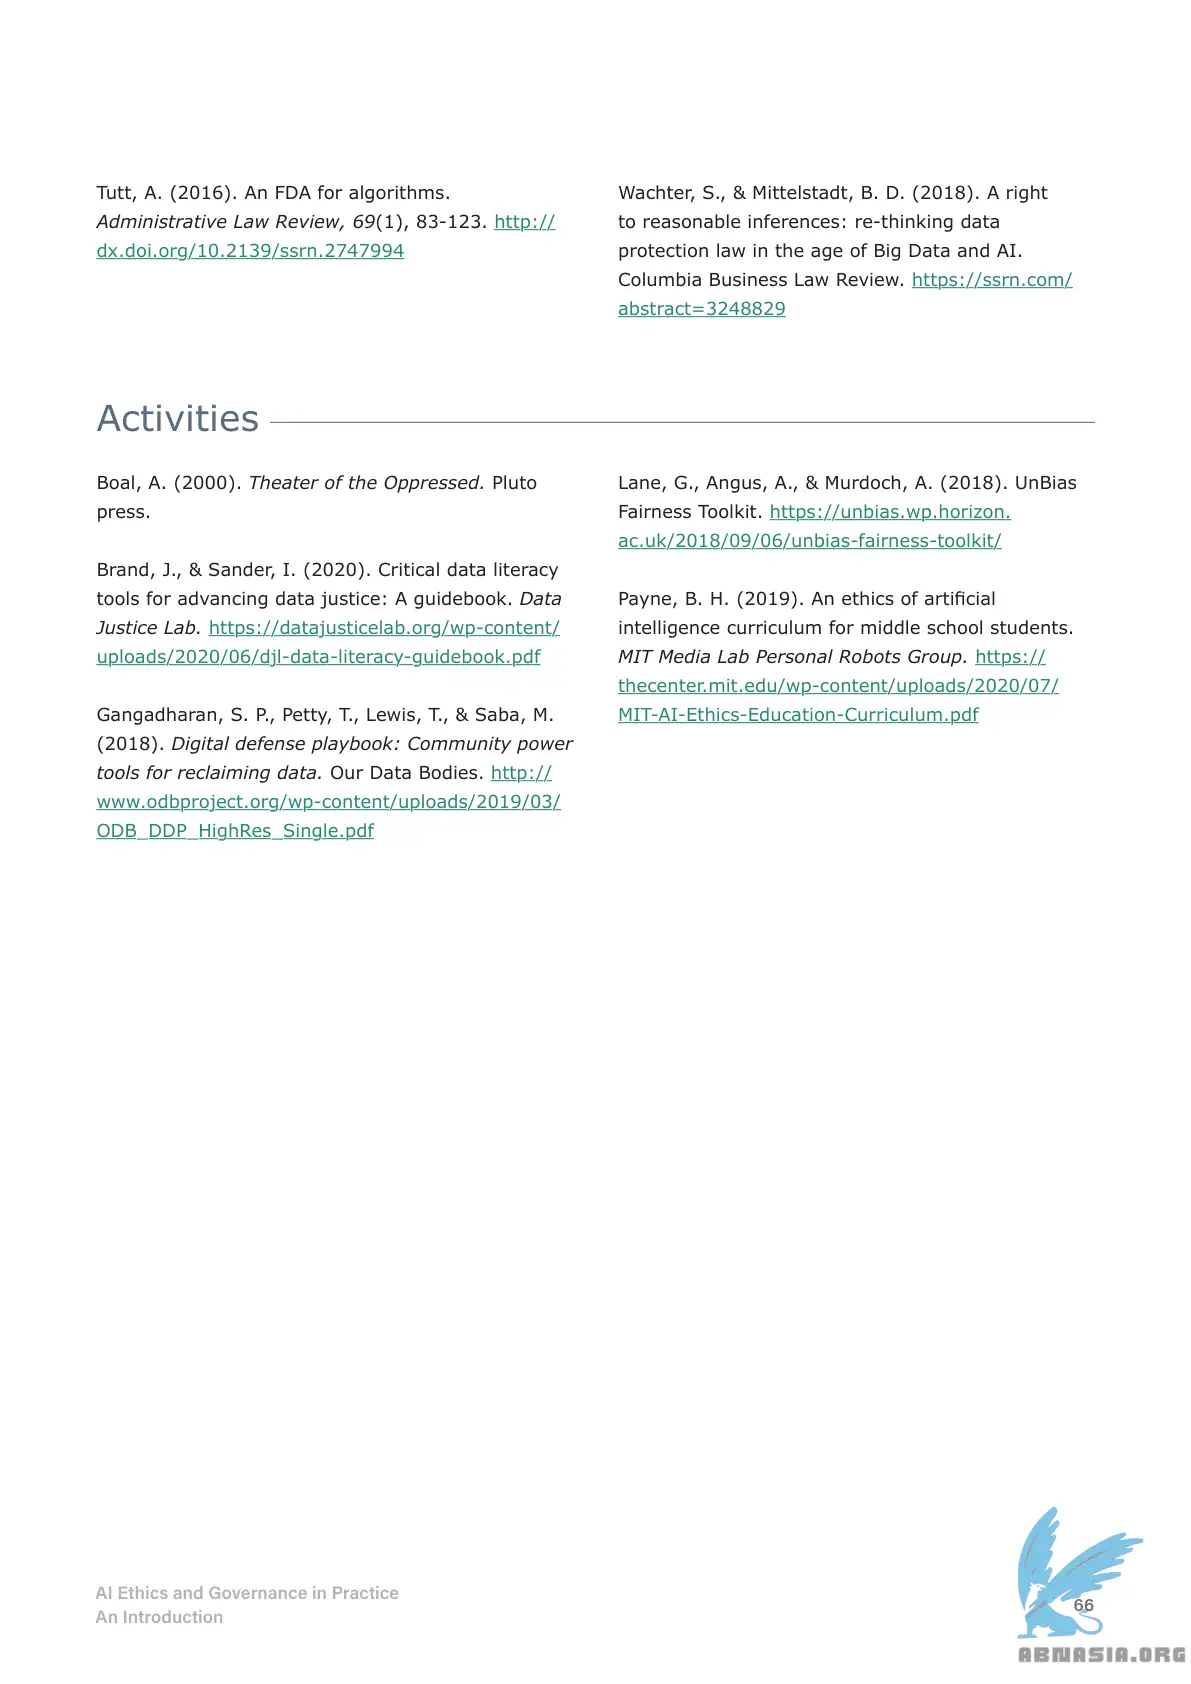 Tutt, A. (2016). An FDA for algorithms.
Administrative Law Review, 69(1), 83-123. http://
dx.doi.org/10.2139/ssrn.2747994
Wachter, S., & Mittelstadt, B. D. (2018). A right
to reasonable inferences: re-thinking data
protection law in the age of Big Data and AI.
Columbia Business Law Review. https://ssrn.com/
abstract=3248829
Activities
Boal, A. (2000). Theater of the Oppressed. Pluto
press.
Brand, J., & Sander, I. (2020). Critical data literacy
tools for advancing data justice: A guidebook. Data
Justice Lab. https://datajusticelab.org/wp-content/
uploads/2020/06/djl-data-literacy-guidebook.pdf
Gangadharan, S. P., Petty, T., Lewis, T., & Saba, M.
(2018). Digital defense playbook: Community power
tools for reclaiming data. Our Data Bodies. http://
www.odbproject.org/wp-content/uploads/2019/03/
ODB_DDP_HighRes_Single.pdf
Lane, G., Angus, A., & Murdoch, A. (2018). UnBias
Fairness Toolkit. https://unbias.wp.horizon.
ac.uk/2018/09/06/unbias-fairness-toolkit/
Payne, B. H. (2019). An ethics of artificial
intelligence curriculum for middle school students.
MIT Media Lab Personal Robots Group. https://
thecenter.mit.edu/wp-content/uploads/2020/07/
MIT-AI-Ethics-Education-Curriculum.pdf
AI Ethics and Governance in Practice
An Introduction
66
ABNASIA.ORG